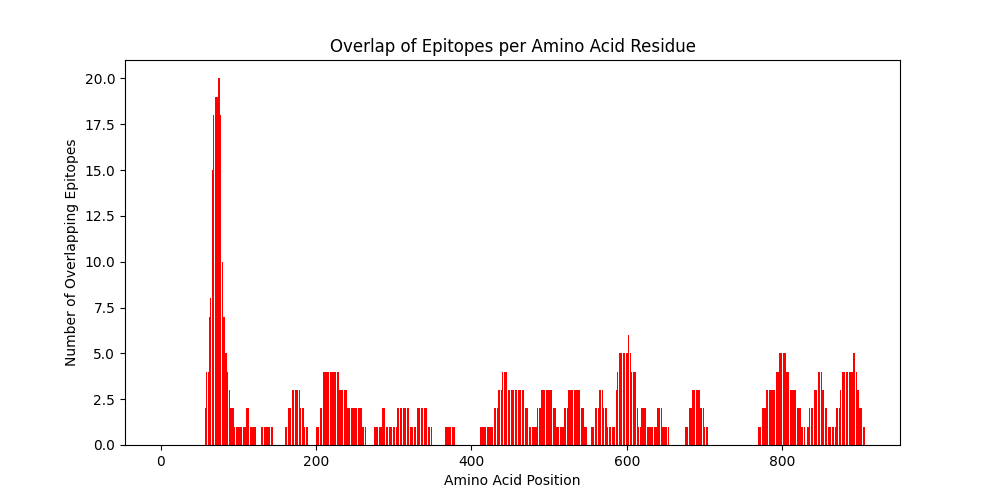 Overlap of Epitopes per Amino Acid Residue
20.0
17.5
15.0
12.5
10.0
7.5
5.0
2.5
0.0
Number of Overlapping Epitopes
0 200 400 600 800
Amino Acid Position